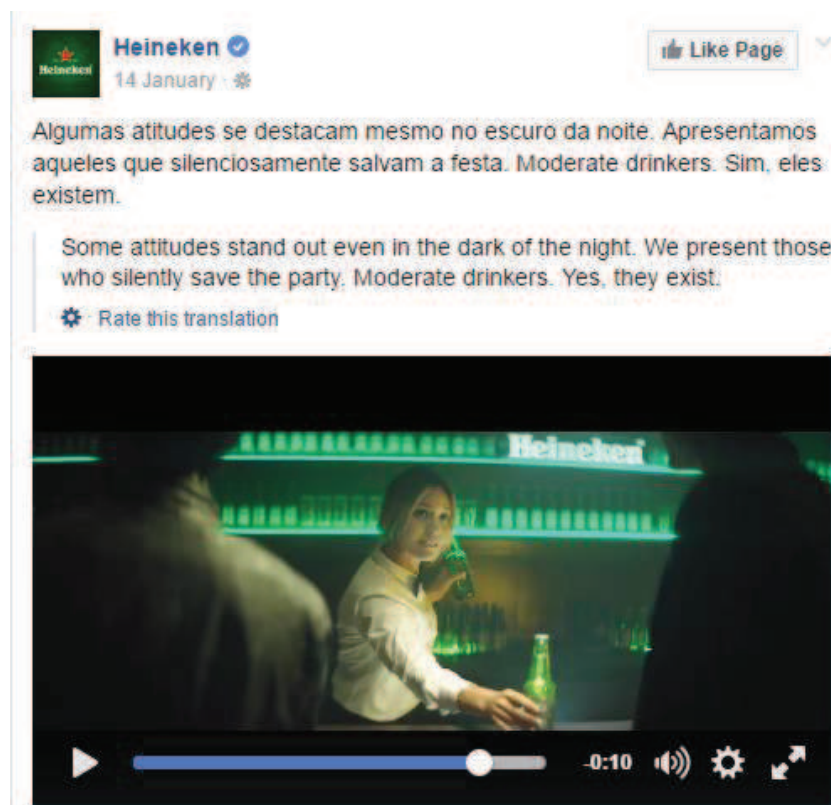 Heineken
Heineken
14 January
Like Page
Algumas atitudes se destacam mesmo no escuro da noite. Apresentamos
aqueles que silenciosamente salvam a festa. Moderate drinkers. Sim, eles
existem.
Some attitudes stand out even in the dark of the night. We present those
who silently save the party. Moderate drinkers. Yes, they exist.
Rate this translation
Heineken
-0:10